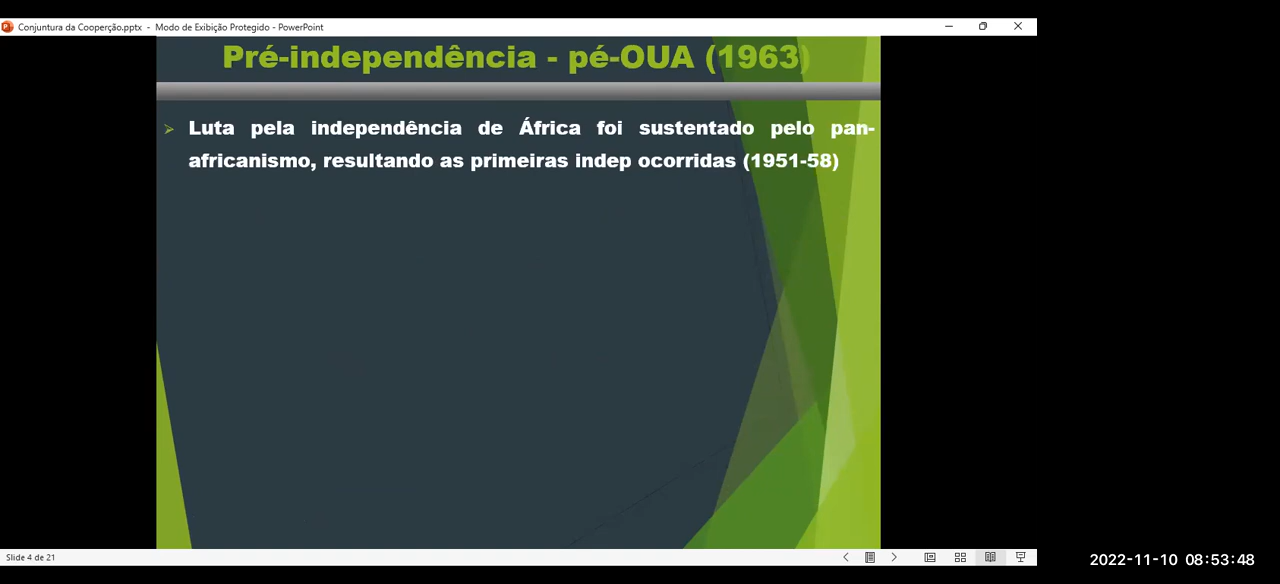 Conjuntura da Cooperção.pptx - Modo de Exibição Protegido - PowerPoint
Pré-independência - pé-OUA (1963)
Luta pela independência de África foi sustentado pelo pan-
africanismo, resultando as primeiras indep ocorridas (1951-58)
Slide 4 de 21
2022-11-10 08:53:48